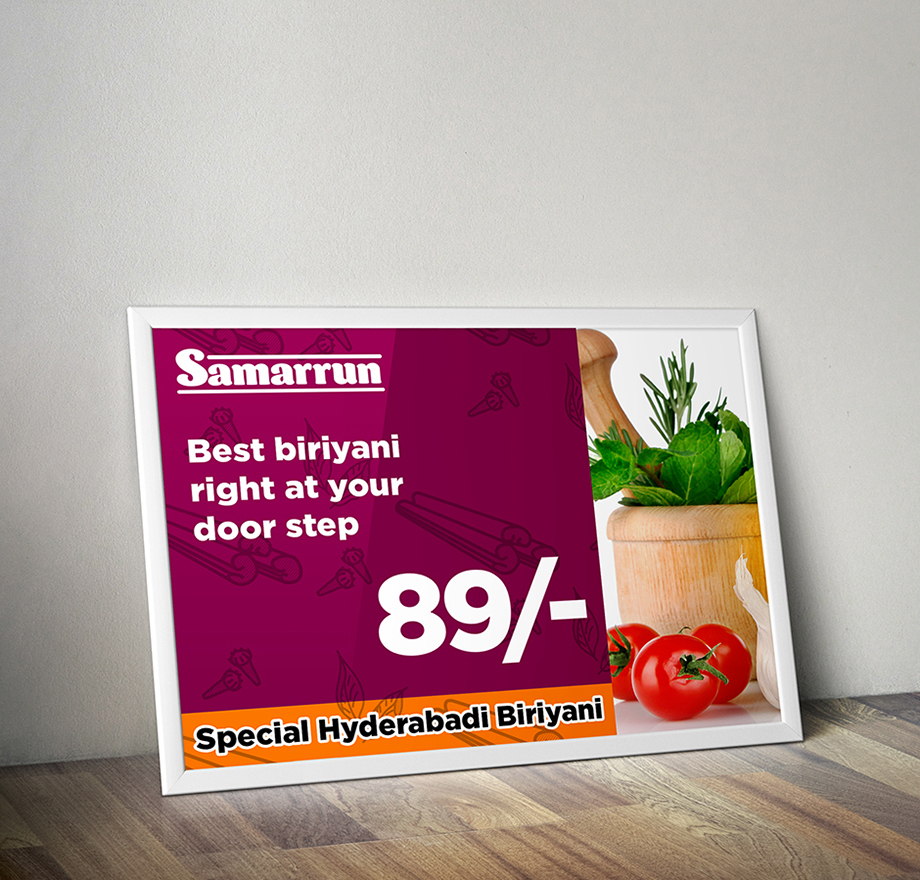 Samarrun
Best biriyani
right at your
door step
89/-
Special Hyderabadi Biriyani